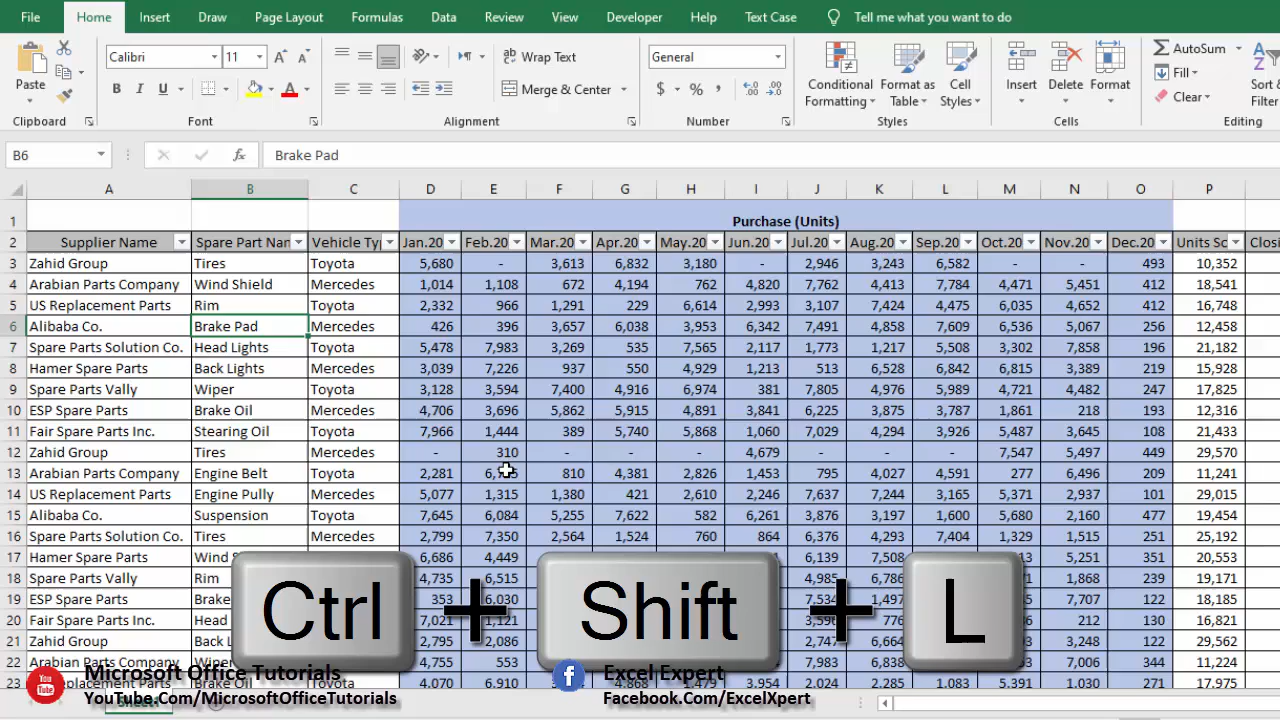 File Home Insert Draw Page Layout Formulas Data Review View Developer Help Text Case Tell me what you want to do
Paste Calibri 11 Wrap Text General Conditional Formatting Format as Table Cell Styles Insert Delete Format AutoSum
B I U Merge & Center $ % Fill Sort & Filter
Clear
Clipboard Font Alignment Number Styles Cells Editing
B6 fx Brake Pad
A B C D E F G H I J K L M N O P
1 Purchase (Units)
2 Supplier Name Spare Part Nan Vehicle Ty Jan.20 Feb.20 Mar.20 Apr.20 May.20 Jun.20 Jul.20 Aug.20 Sep.20 Oct.20 Nov.20 Dec.20 Units So Closi
3 Zahid Group Tires Toyota 5,680 - 3,613 6,832 3,180 - 2,946 3,243 6,582 - - 493 10,352
4 Arabian Parts Company Wind Shield Mercedes 1,014 1,108 672 4,194 762 4,820 7,762 4,413 7,784 4,471 5,451 412 18,541
5 US Replacement Parts Rim Toyota 2,332 966 1,291 229 6,614 2,993 3,107 7,424 4,475 6,035 4,652 412 16,748
6 Alibaba Co. Brake Pad Mercedes 426 396 3,657 6,038 3,953 6,342 7,491 4,858 7,609 6,536 5,067 256 12,458
7 Spare Parts Solution Co. Head Lights Toyota 5,478 7,983 3,269 535 7,565 2,117 1,773 1,217 5,508 3,302 7,858 196 21,182
8 Hamer Spare Parts Back Lights Mercedes 3,039 7,226 937 550 4,929 1,213 513 6,528 6,842 6,815 3,389 219 15,928
9 Spare Parts Vally Wiper Toyota 3,128 3,594 7,400 4,916 6,974 381 7,805 4,976 5,989 4,721 4,482 247 17,825
10 ESP Spare Parts Brake Oil Mercedes 4,706 3,696 5,862 5,915 4,891 3,841 6,225 3,875 3,787 1,861 218 193 12,316
11 Fair Spare Parts Inc. Stearing Oil Toyota 7,966 1,444 389 5,740 5,868 1,060 7,029 4,294 3,926 5,487 3,645 108 21,433
12 Zahid Group Tires Mercedes - 310 - - - 4,679 - - - 7,547 5,497 449 29,570
13 Arabian Parts Company Engine Belt Toyota 2,281 810 4,381 2,826 1,453 795 4,027 4,591 277 6,926 209 11,241
14 US Replacement Parts Engine Pully Mercedes 5,077 1,315 1,380 421 2,610 2,246 7,637 7,244 3,165 5,371 2,937 101 29,015
15 Alibaba Co. Suspension Toyota 7,645 6,084 5,255 7,622 582 6,261 3,876 3,197 1,600 5,680 2,160 477 19,454
16 Spare Parts Solution Co. Tires Mercedes 2,799 7,350 2,564 1,524 760 864 6,376 4,293 7,404 1,329 1,515 251 25,192
17 Hamer Spare Parts Wind 6,686 4,449 6,139 7,508 5,251 351 20,553
18 Spare Parts Vally Rim 4,735 6,515 4,985 6,786 1,868 239 19,171
19 ESP Spare Parts Brake 353 6,030 7,534 1,497 7,707 122 18,185
20 Fair Spare Parts 7,021 1,121 776 212 130 16,821
21 Zahid Group Back L 2,795 2,086 2,747 6,664 3,248 122 29,562
22 Arabian Parts Wiper 4,755 553 7,983 6,838 7,006 344 11,224
23 Replacement Parts Brake Oil 4,070 6,910 4,868 1,479 3,954 2,024 2,285 1,083 5,391 1,030 271 17,975
Ctrl + Shift + L
Microsoft Office Tutorials Excel Expert
You Tube YouTube.Com/MicrosoftOfficeTutorials Facebook.Com/ExcelXpert